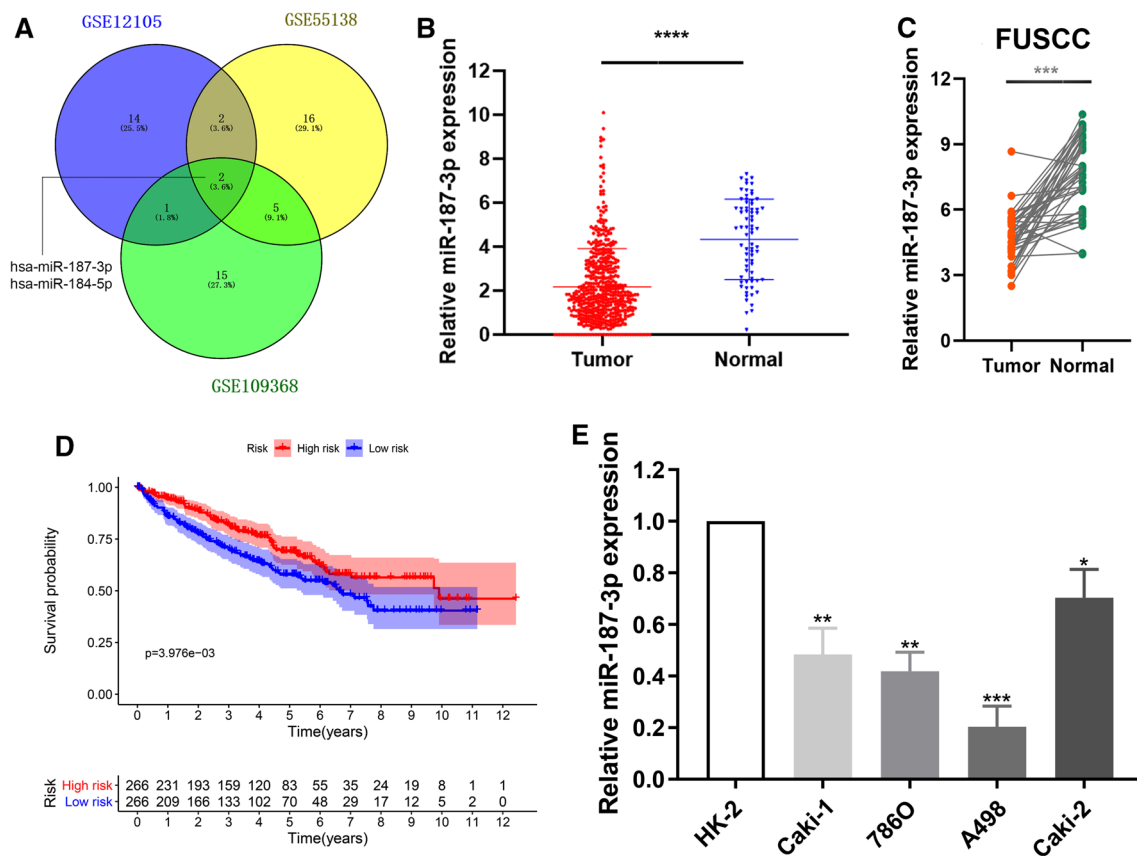 A
GSE12105
GSE55138
14
(25.5%)
2
(3.6%)
16
(29.1%)
2
(3.6%)
1
(1.8%)
5
(9.1%)
15
(27.3%)
hsa-miR-187-3p
hsa-miR-184-5p
GSE109368
B
Relative miR-187-3p expression
****
12
10
8
6
4
2
0
Tumor
Normal
C
FUSCC
***
Relative miR-187-3p expression
12
9
6
3
0
Tumor
Normal
D
Risk High risk Low risk
Survival probability
1.00
0.75
0.50
0.25
0.00
p=3.976e−03
0 1 2 3 4 5 6 7 8 9 10 11 12
Time(years)
Risk
High risk 266 231 193 159 120 83 55 35 24 19 8 1 1
Low risk 266 209 166 133 102 70 48 29 17 12 5 2 0
0 1 2 3 4 5 6 7 8 9 10 11 12
Time(years)
E
Relative miR-187-3p expression
1.2
1.0
0.8
0.6
0.4
0.2
0.0
**
**
***
*
HK-2
Caki-1
786O
A498
Caki-2